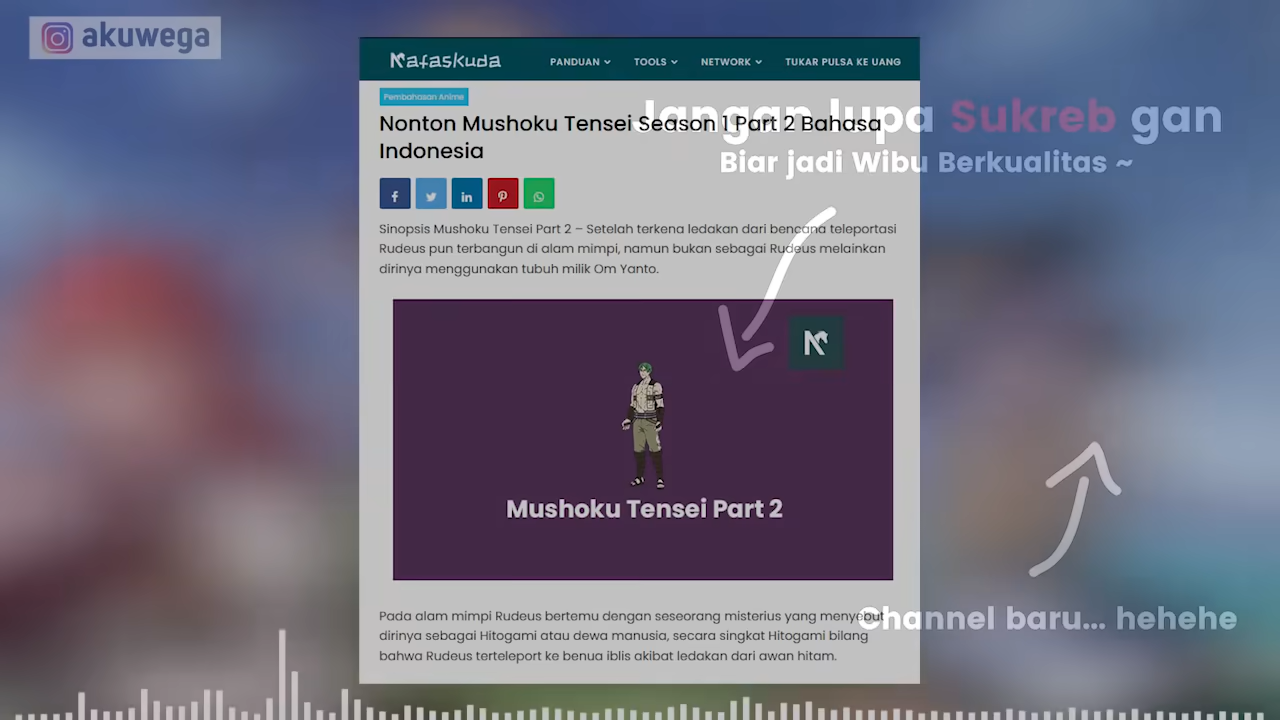 akuwega
Nafaskuda
PANDUAN
TOOLS
NETWORK
TUKAR PULSA KE UANG
Pembahasan Anime
Nonton Mushoku Tensei Season 1 Part 2 Bahasa
Indonesia
Jangan lupa Sukreb gan
Biar jadi Wibu Berkualitas ~
Sinopsis Mushoku Tensei Part 2 – Setelah terkena ledakan dari bencana teleportasi
Rudeus pun terbangun di alam mimpi, namun bukan sebagai Rudeus melainkan
dirinya menggunakan tubuh milik Om Yanto.
N
Mushoku Tensei Part 2
Pada alam mimpi Rudeus bertemu dengan seseorang misterius yang menyebut
dirinya sebagai Hitogami atau dewa manusia, secara singkat Hitogami bilang
bahwa Rudeus terteleport ke benua iblis akibat ledakan dari awan hitam.
Channel baru... hehehe